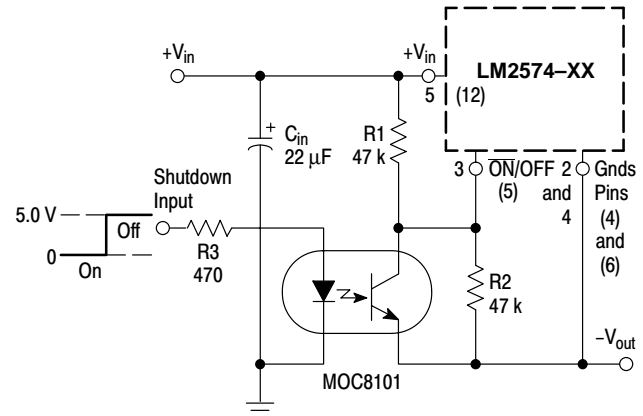 +Vin
+Vin
LM2574–XX
5 (12)
Cin
22 µF
R1
47 k
3 O̅N̅/OFF 2 Gnds
(5) and Pins
4 (4)
and
(6)
Shutdown
Input
5.0 V
Off
0 On
R3
470
R2
47 k
–Vout
MOC8101